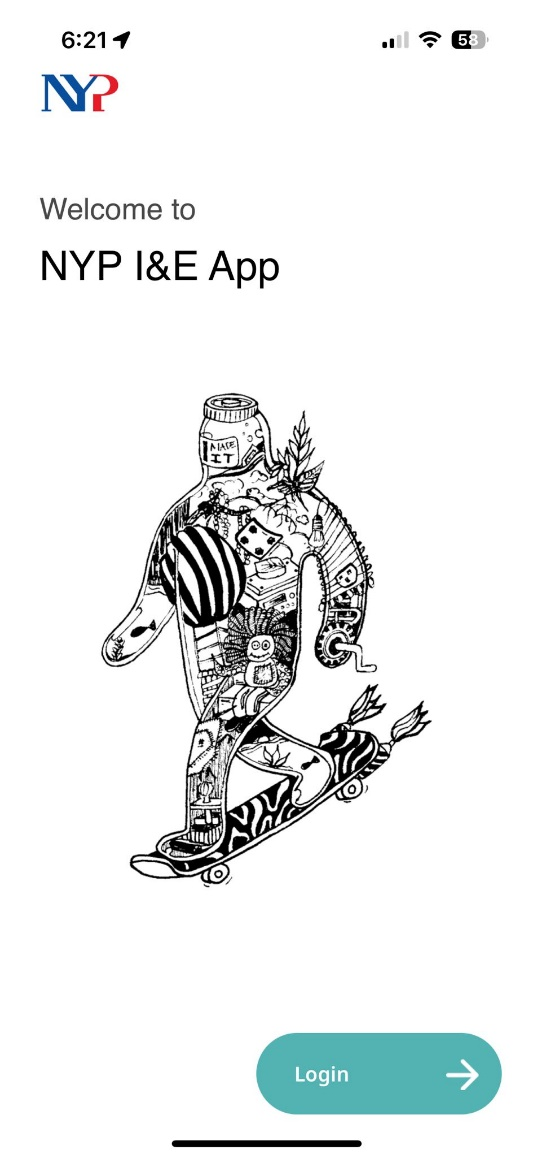 6:21
58
NYP
Welcome to
NYP I&E App
MADE
IT
Login